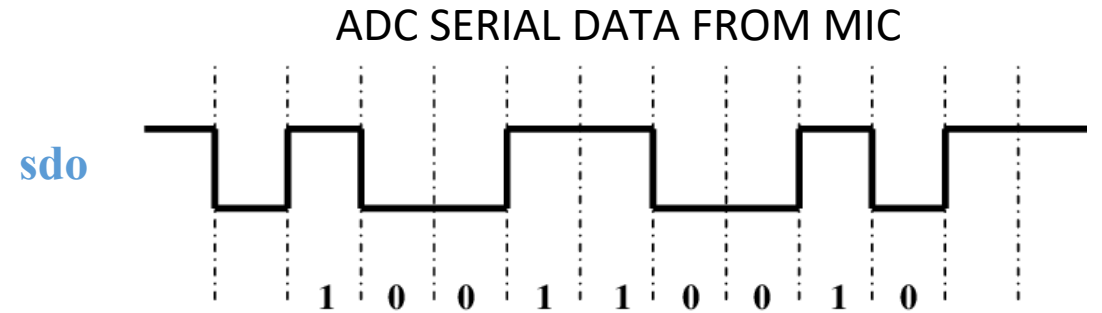 ADC SERIAL DATA FROM MIC
sdo
1 0 0 1 1 0 0 1 0